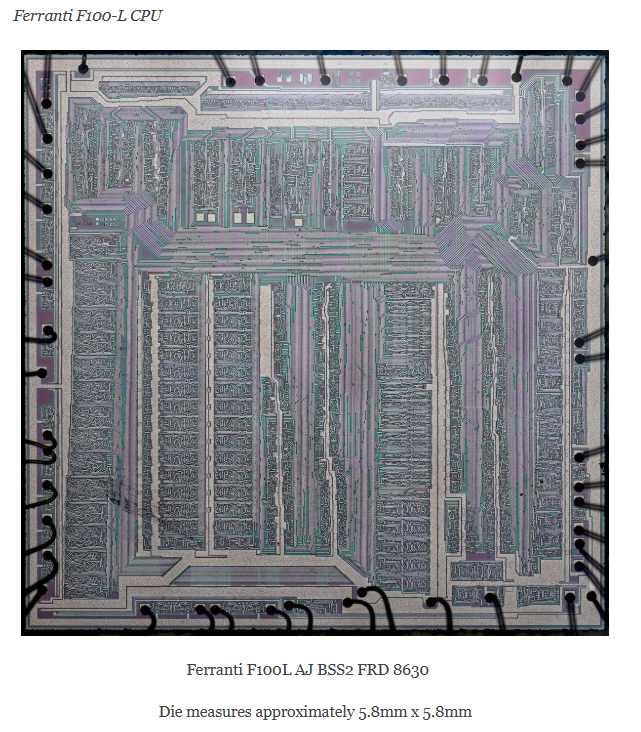 Ferranti F100-L CPU
Ferranti F100L AJ BSS2 FRD 8630
Die measures approximately 5.8mm x 5.8mm